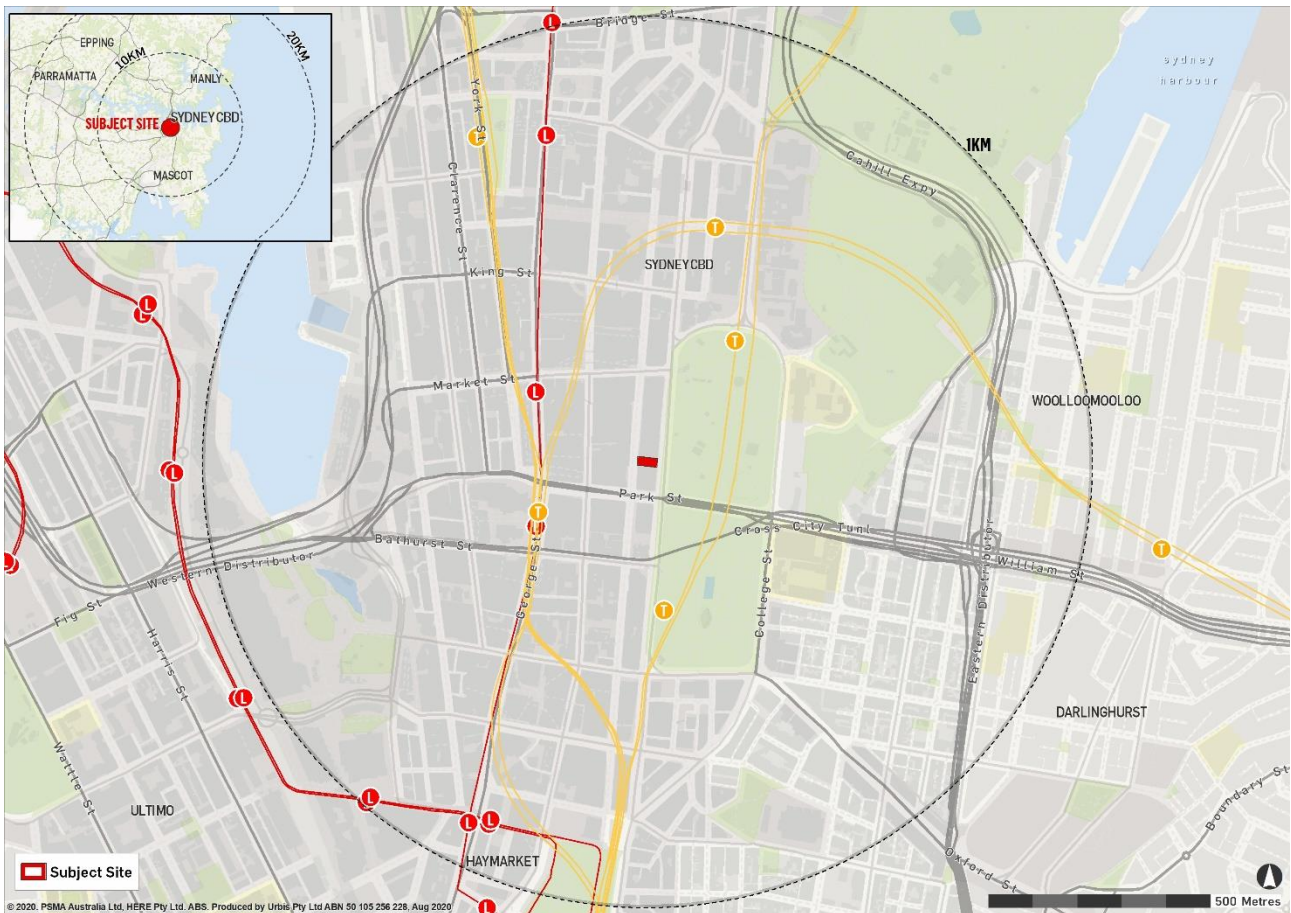 EPPING
20KM
10KM
PARRAMATTA
MANLY
SUBJECT SITE
SYDNEY CBD
MASCOT
Bridge St
sydney
harbour
York St
T
L
L
1KM
Cahill Expy
Clarence St
T
SYDNEY CBD
King St
L
L
T
Market St
L
WOOLLOOMOOLOO
L
Park St
T
Cross City Tunl
Bathurst St
George St
Western Distributor
William St
T
L
Fig St
College St
Eastern Distributor
T
Harris St
L
DARLINGHURST
Wattle St
Boundary St
L
ULTIMO
L
L
HAYMARKET
Oxford St
Subject Site
L
500 Metres
© 2020. PSMA Australia Ltd, HERE Pty Ltd. ABS. Produced by Urbis Pty Ltd ABN 50 105 256 228, Aug 2020